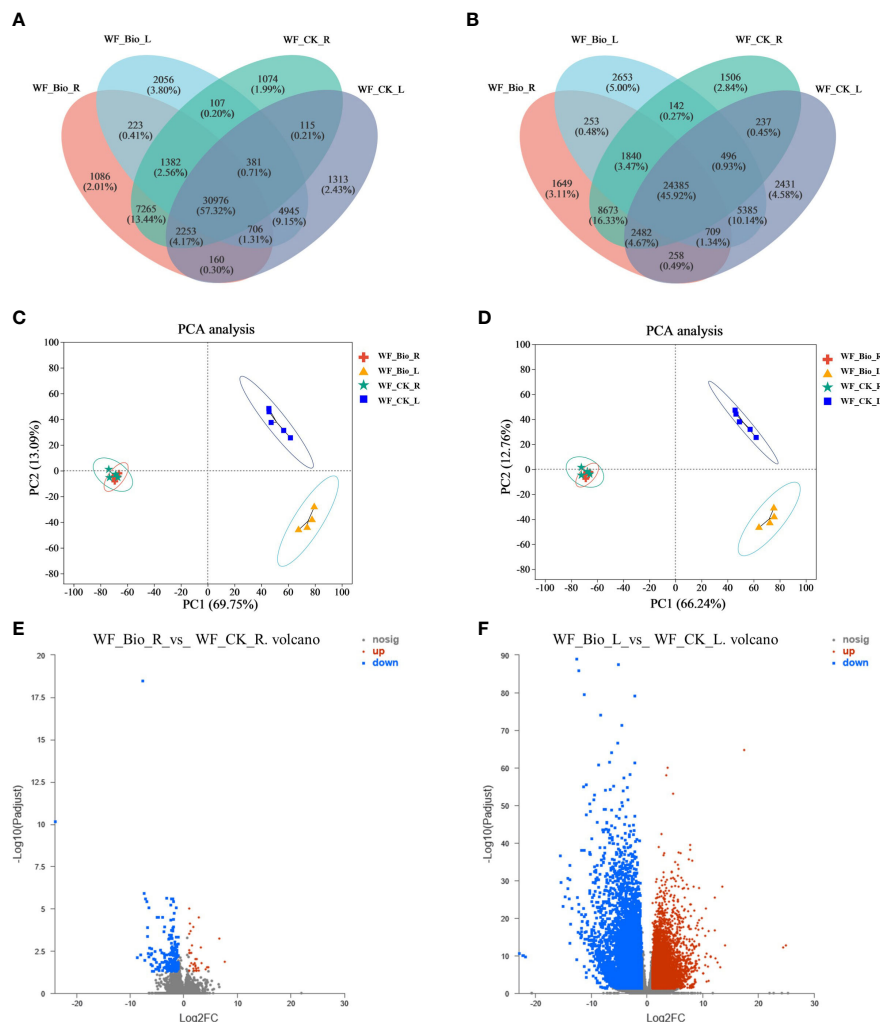 A
WF_Bio_L
WF_CK_R
WF_Bio_R
WF_CK_L
2056
(3.80%)
1074
(1.99%)
107
(0.20%)
223
(0.41%)
115
(0.21%)
1382
(2.56%)
381
(0.71%)
1086
(2.01%)
1313
(2.43%)
30976
(57.32%)
7265
(13.44%)
4945
(9.15%)
2253
(4.17%)
706
(1.31%)
160
(0.30%)
B
WF_Bio_L
WF_CK_R
WF_Bio_R
WF_CK_L
2653
(5.00%)
1506
(2.84%)
142
(0.27%)
253
(0.48%)
237
(0.45%)
1840
(3.47%)
496
(0.93%)
1649
(3.11%)
2431
(4.58%)
24385
(45.92%)
8673
(16.33%)
5385
(10.14%)
2482
(4.67%)
709
(1.34%)
258
(0.49%)
C
PCA analysis
PC2 (13.09%)
100
80
60
40
20
0
-20
-40
-60
-80
-100 -80 -60 -40 -20 0 20 40 60 80 100
PC1 (69.75%)
WF_Bio_R
WF_Bio_L
WF_CK_R
WF_CK_L
D
PCA analysis
PC2 (12.76%)
100
80
60
40
20
0
-20
-40
-60
-80
-100 -80 -60 -40 -20 0 20 40 60 80 100
PC1 (66.24%)
WF_Bio_R
WF_Bio_L
WF_CK_R
WF_CK_L
E
WF_Bio_R_vs_ WF_CK_R. volcano
nosig
up
down
-Log10(Padjust)
20
17.5
15
12.5
10
7.5
5
2.5
0
-20 -10 0 10 20 30
Log2FC
F
WF_Bio_L_vs_ WF_CK_L. volcano
nosig
up
down
-Log10(Padjust)
90
80
70
60
50
40
30
20
10
0
-20 -10 0 10 20 30
Log2FC